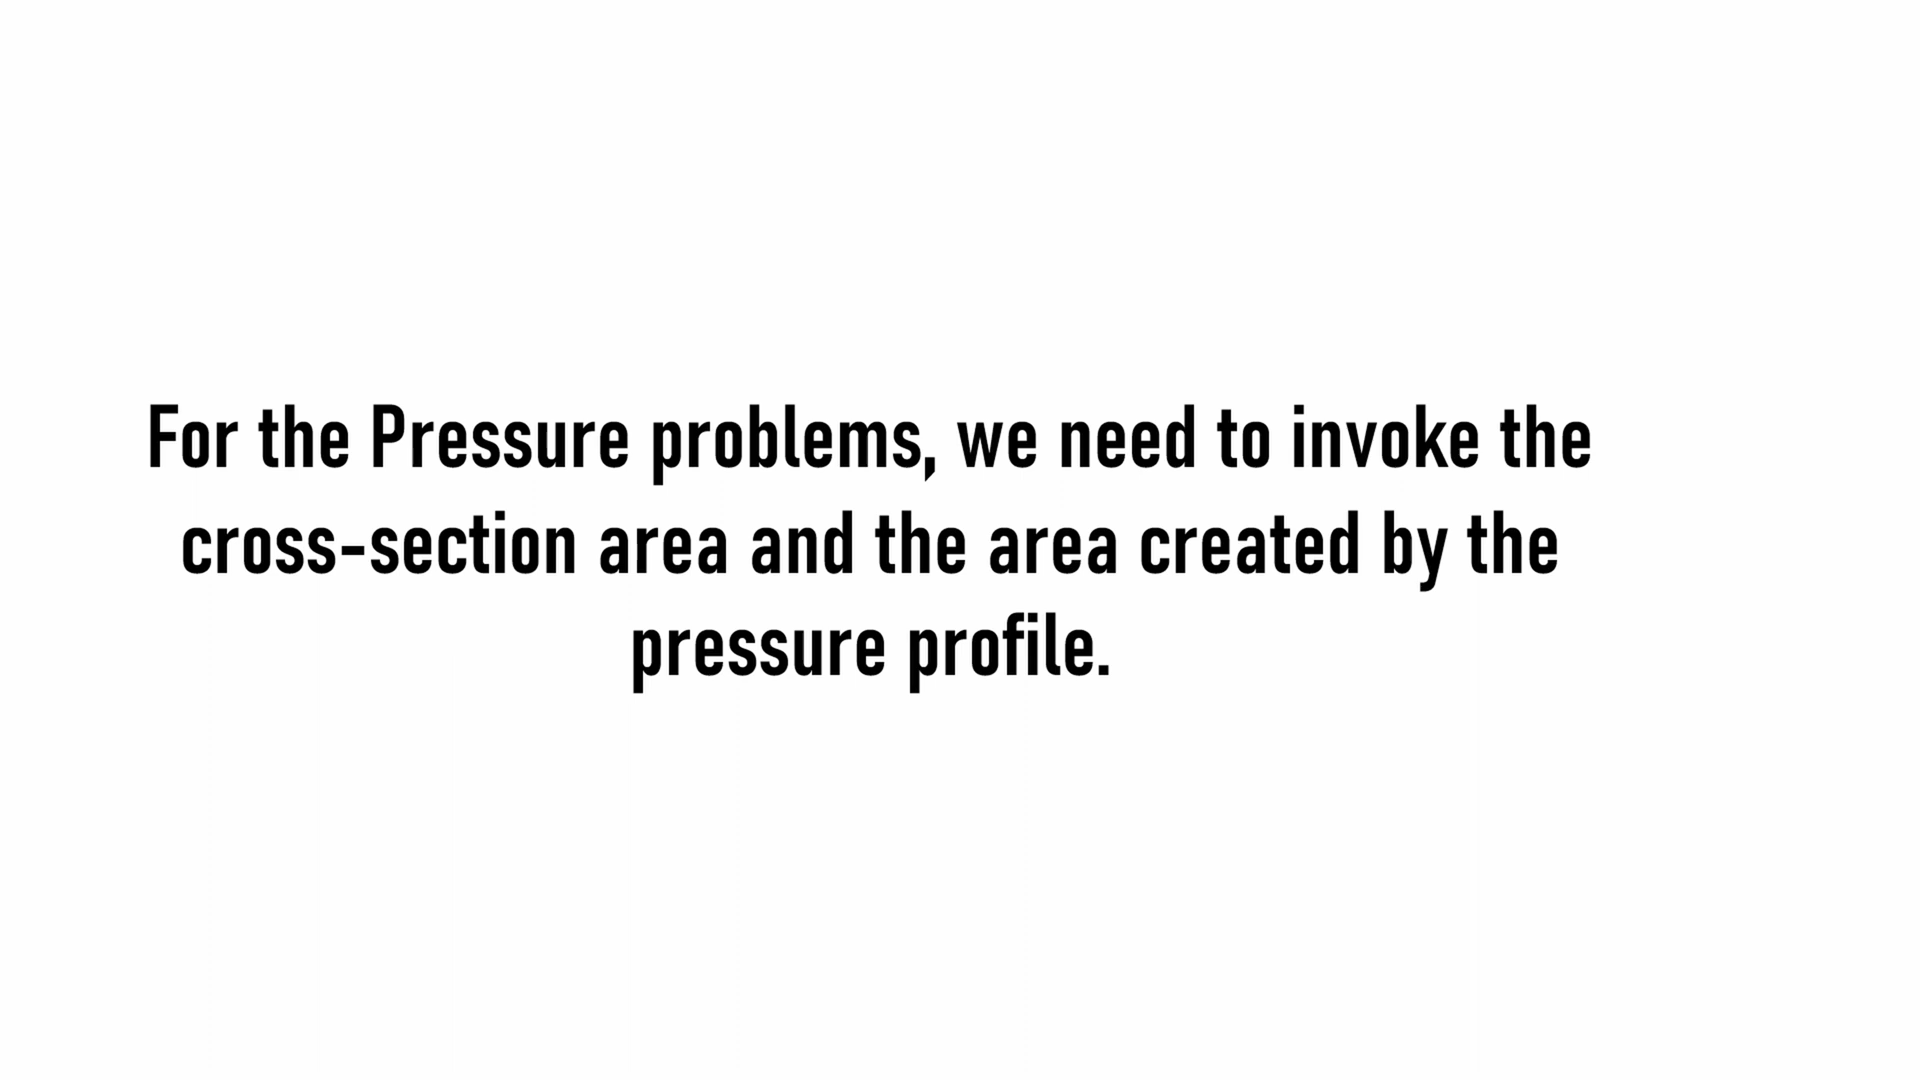 For the Pressure problems, we need to invoke the
cross-section area and the area created by the
pressure profile.